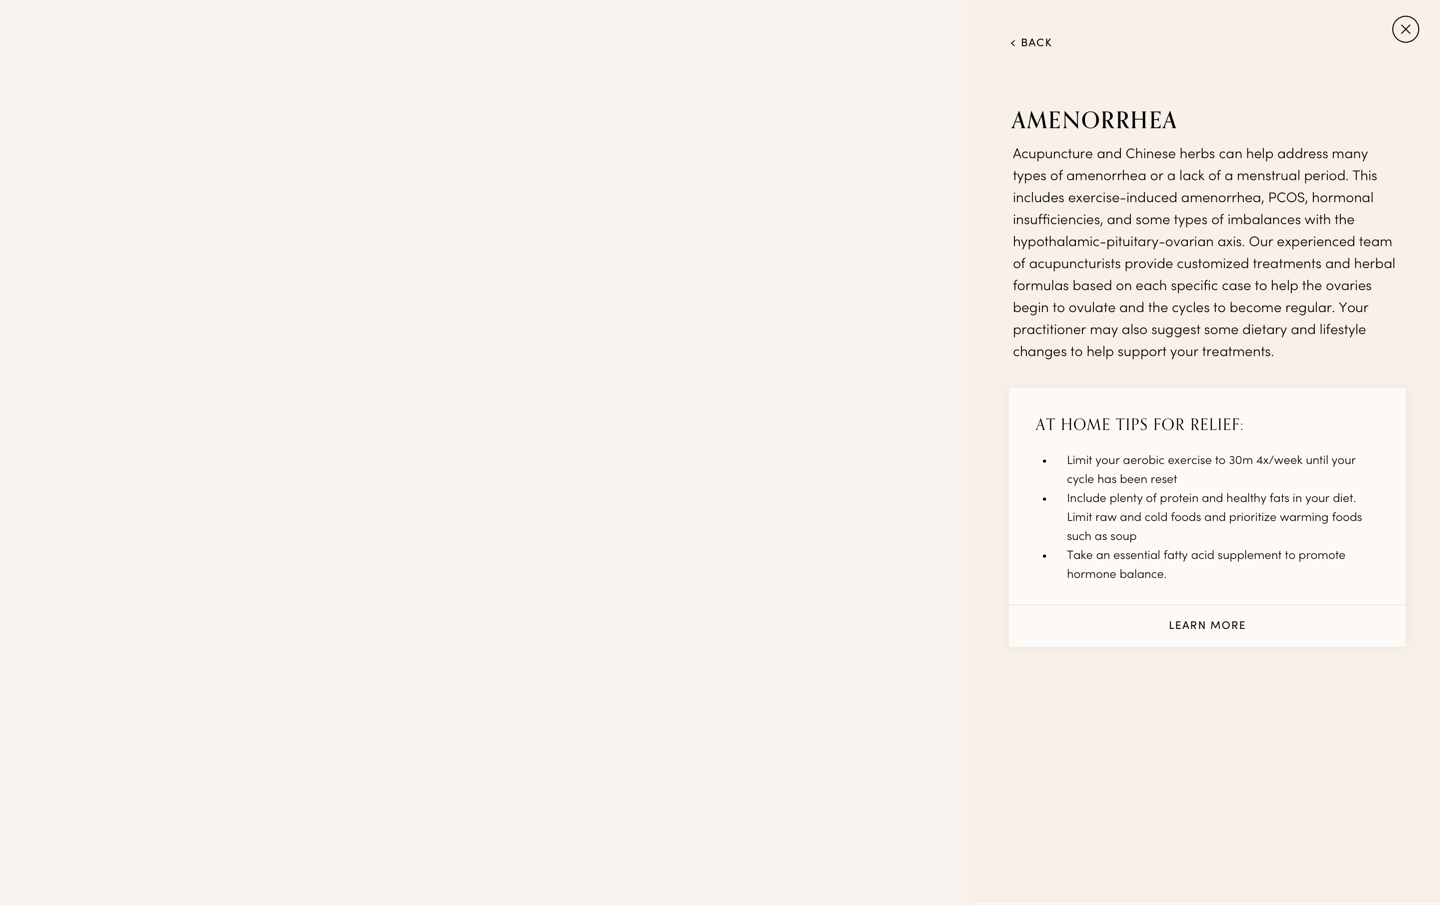 < BACK
AMENORRHEA
Acupuncture and Chinese herbs can help address many
types of amenorrhea or a lack of a menstrual period. This
includes exercise-induced amenorrhea, PCOS, hormonal
insufficiencies, and some types of imbalances with the
hypothalamic-pituitary-ovarian axis. Our experienced team
of acupuncturists provide customized treatments and herbal
formulas based on each specific case to help the ovaries
begin to ovulate and the cycles to become regular. Your
practitioner may also suggest some dietary and lifestyle
changes to help support your treatments.
AT HOME TIPS FOR RELIEF:
• Limit your aerobic exercise to 30m 4x/week until your
cycle has been reset
• Include plenty of protein and healthy fats in your diet.
Limit raw and cold foods and prioritize warming foods
such as soup
• Take an essential fatty acid supplement to promote
hormone balance.
LEARN MORE